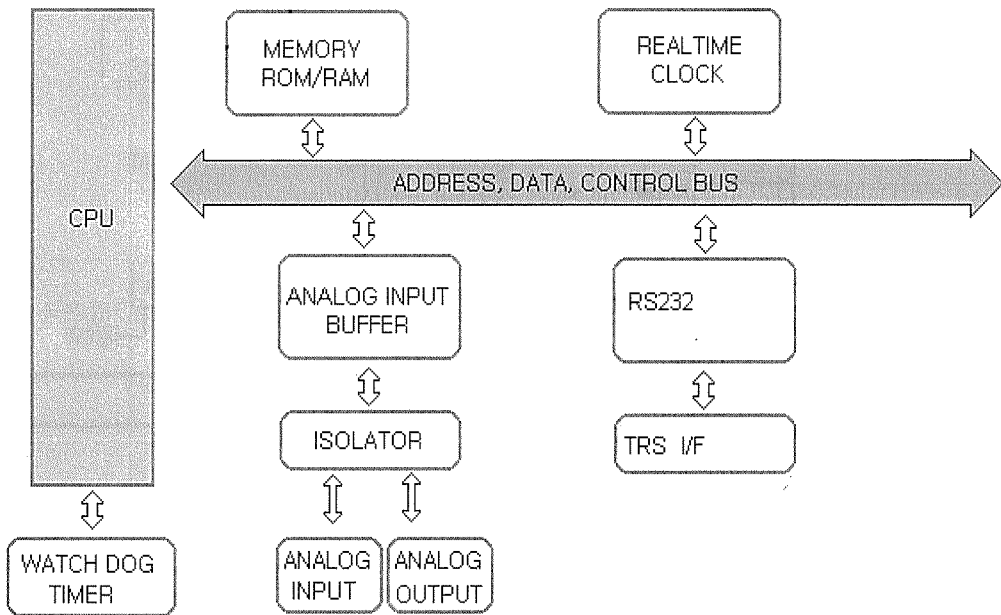 MEMORY
ROM/RAM
REALTIME
CLOCK
ADDRESS, DATA, CONTROL BUS
CPU
ANALOG INPUT
BUFFER
RS232
ISOLATOR
TRS I/F
WATCH DOG
TIMER
ANALOG
INPUT
ANALOG
OUTPUT